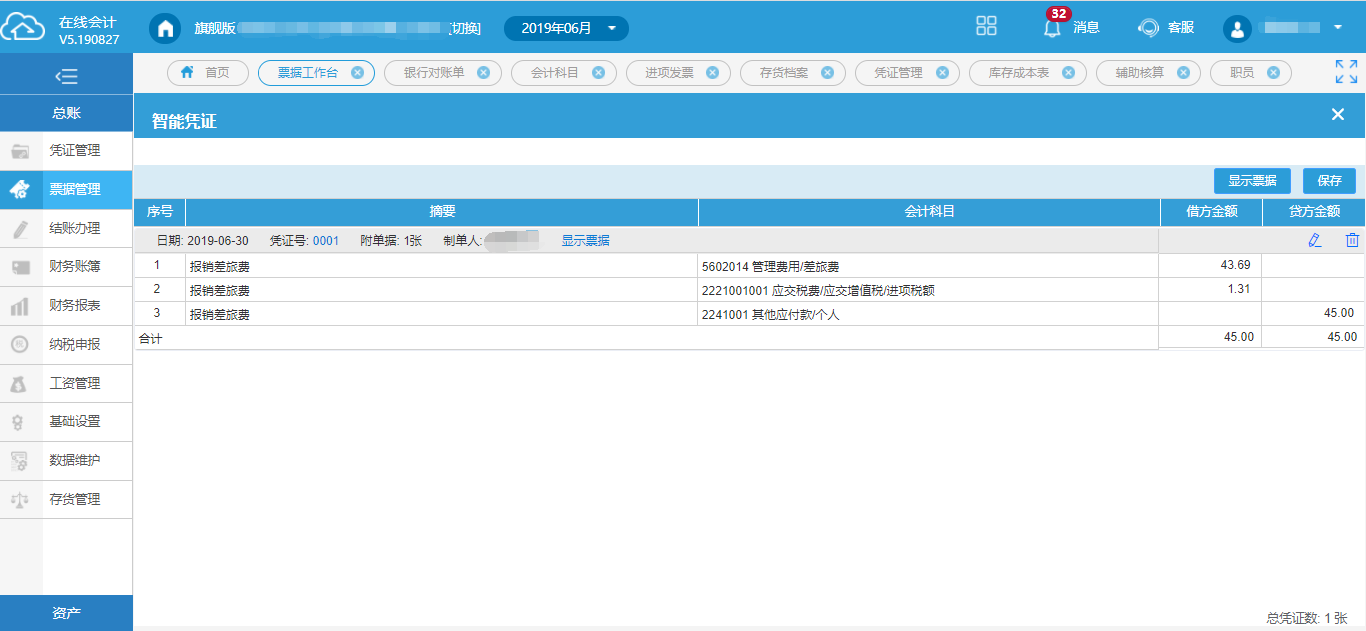 在线会计
V5.190827
旗舰版
[切换]
2019年06月
32
消息
客服
首页
票据工作台
银行对账单
会计科目
进项发票
存货档案
凭证管理
库存成本表
辅助核算
职员
总账
凭证管理
票据管理
结账办理
财务账簿
财务报表
纳税申报
工资管理
基础设置
数据维护
存货管理
资产
智能凭证
显示票据 保存
序号 摘要 会计科目 借方金额 贷方金额
日期: 2019-06-30 凭证号: 0001 附单据: 1张 制单人: 显示票据
1 报销差旅费 5602014 管理费用/差旅费 43.69
2 报销差旅费 2221001001 应交税费/应交增值税/进项税额 1.31
3 报销差旅费 2241001 其他应付款/个人 45.00
合计 45.00 45.00
总凭证数: 1 张